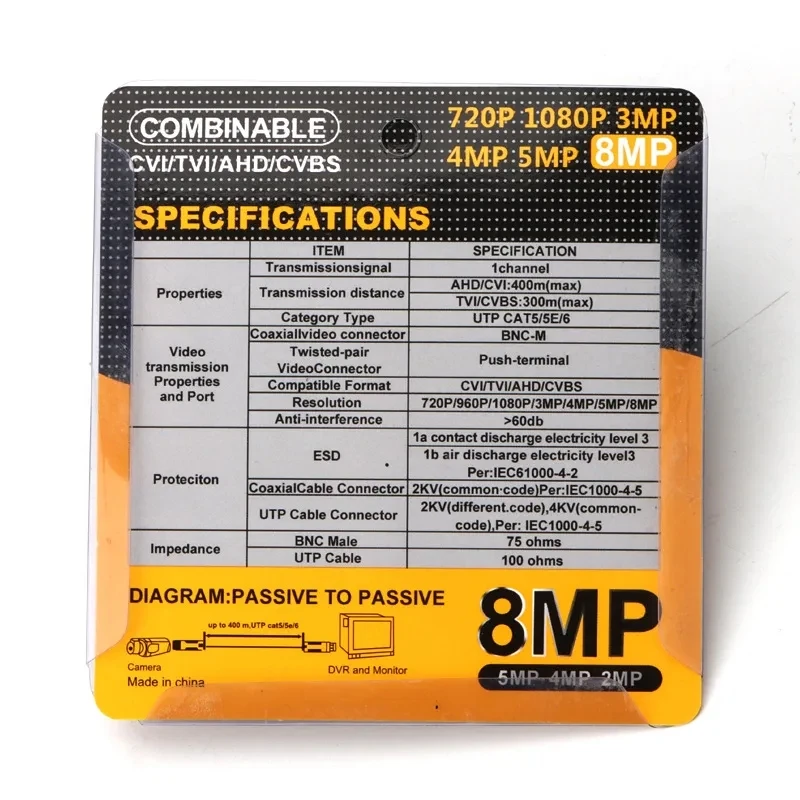 COMBINABLE
CVI/TVI/AHD/CVBS
720P 1080P 3MP
4MP 5MP 8MP
SPECIFICATIONS
ITEM SPECIFICATION
Properties
Transmissionsignal 1channel
Transmission distance AHD/CVI:400m(max)
TVI/CVBS:300m(max)
Category Type UTP CAT5/5E/6
Video
transmission
Properties
and Port
Coaxiallvideo connector BNC-M
Twisted-pair
VideoConnector
Push-terminal
Compatible Format CVI/TVI/AHD/CVBS
Resolution 720P/960P/1080P/3MP/4MP/5MP/8MP
Anti-interference >60db
Proteciton
ESD
1a contact discharge electricity level 3
1b air discharge electricity level3
Per:IEC61000-4-2
CoaxialCable Connector 2KV(common-code)Per:IEC1000-4-5
UTP Cable Connector
2KV(different.code),4KV(common-
code),Per: IEC1000-4-5
Impedance
BNC Male 75 ohms
UTP Cable 100 ohms
DIAGRAM:PASSIVE TO PASSIVE
up to 400 m,UTP cat5/5e/6
Camera
DVR and Monitor
Made in china
8MP
5MP 4MP 2MP